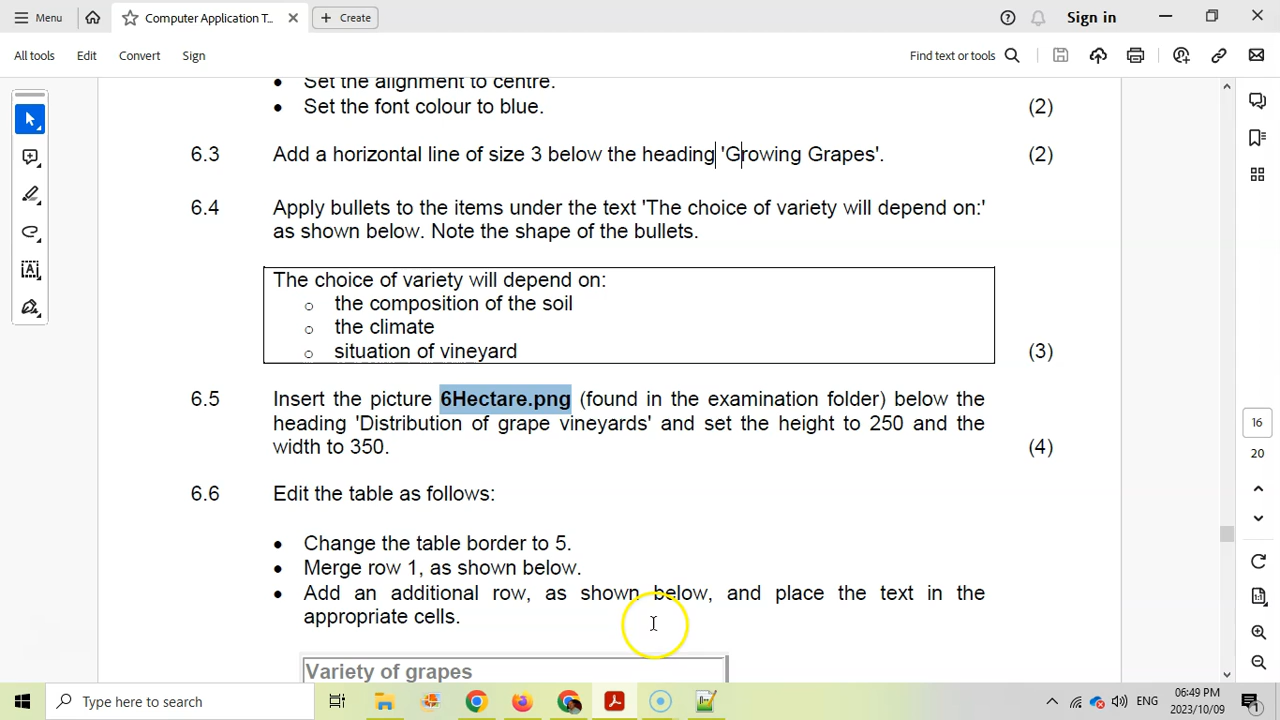 Menu
Computer Application T...
Create
Sign in
All tools
Edit
Convert
Sign
Find text or tools
• Set the alignment to centre.
• Set the font colour to blue. (2)
6.3 Add a horizontal line of size 3 below the heading 'Growing Grapes'. (2)
6.4 Apply bullets to the items under the text 'The choice of variety will depend on:'
as shown below. Note the shape of the bullets.
The choice of variety will depend on:
o the composition of the soil
o the climate
o situation of vineyard (3)
6.5 Insert the picture 6Hectare.png (found in the examination folder) below the
heading 'Distribution of grape vineyards' and set the height to 250 and the
width to 350. (4)
6.6 Edit the table as follows:
• Change the table border to 5.
• Merge row 1, as shown below.
• Add an additional row, as shown below, and place the text in the
appropriate cells.
Variety of grapes
16
20
1:1
Type here to search
ENG
06:49 PM
2023/10/09
1